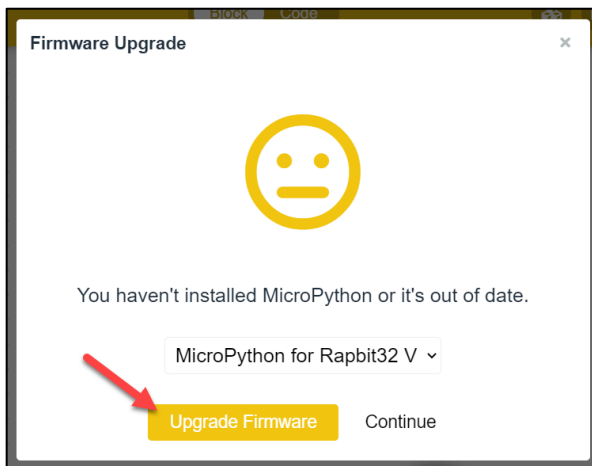 Block Code
Firmware Upgrade
You haven't installed MicroPython or it's out of date.
MicroPython for Rapbit32 V
Upgrade Firmware Continue